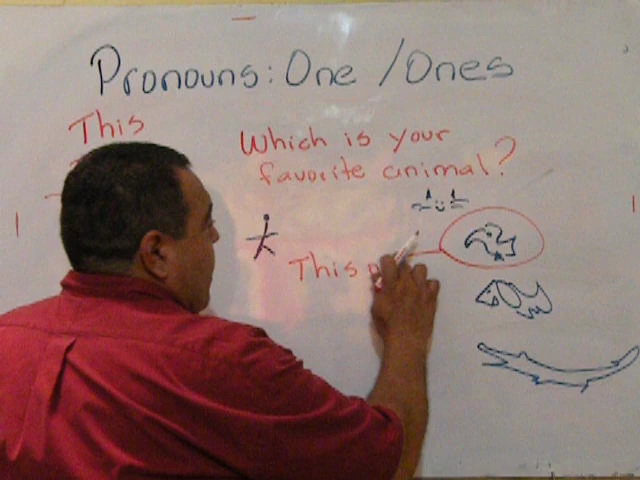 Pronouns: One / Ones
This
Which is your
favorite animal?
This